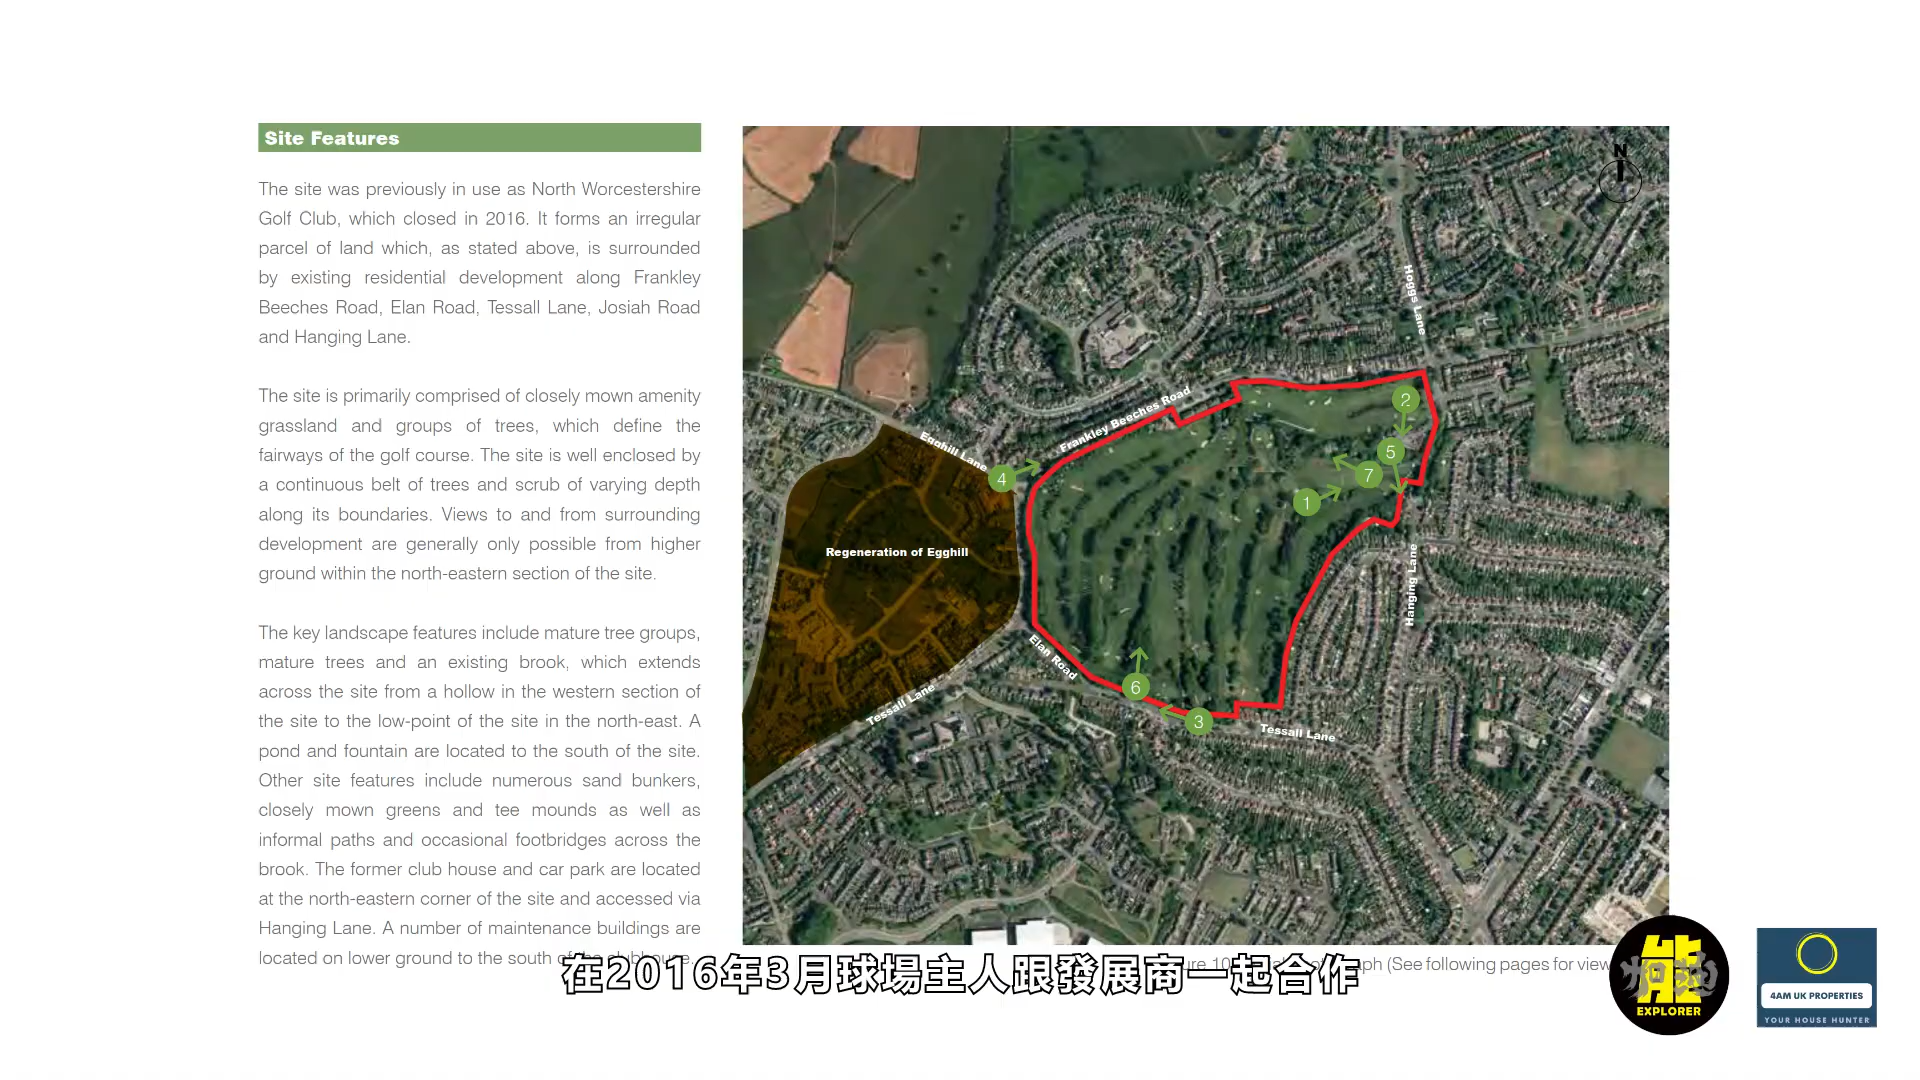 Site Features
The site was previously in use as North Worcestershire
Golf Club, which closed in 2016. It forms an irregular
parcel of land which, as stated above, is surrounded
by existing residential development along Frankley
Beeches Road, Elan Road, Tessall Lane, Josiah Road
and Hanging Lane.
The site is primarily comprised of closely mown amenity
grassland and groups of trees, which define the
fairways of the golf course. The site is well enclosed by
a continuous belt of trees and scrub of varying depth
along its boundaries. Views to and from surrounding
development are generally only possible from higher
ground within the north-eastern section of the site.
The key landscape features include mature tree groups,
mature trees and an existing brook, which extends
across the site from a hollow in the western section of
the site to the low-point of the site in the north-east. A
pond and fountain are located to the south of the site.
Other site features include numerous sand bunkers,
closely mown greens and tee mounds as well as
informal paths and occasional footbridges across the
brook. The former club house and car park are located
at the north-eastern corner of the site and accessed via
Hanging Lane. A number of maintenance buildings are
located on lower ground to the south of the clubhouse.
N
Hoggs Lane
Frankley Beeches Road
Egghill Lane
2
5
4
7
1
Regeneration of Egghill
Hanging Lane
Elan Road
6
Tessall Lane
3
Tessall Lane
(See following pages for view
在2016年3月球場主人跟發展商一起合作
EXPLORER
4AM UK PROPERTIES
YOUR HOUSE HUNTER